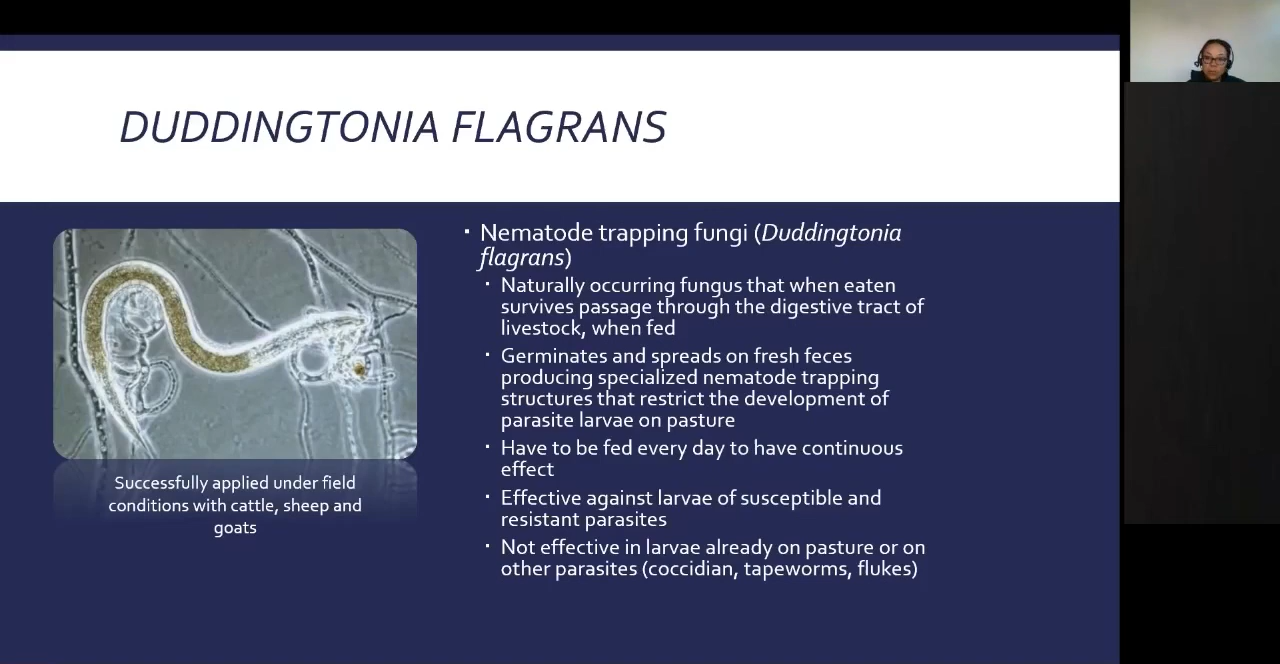 DUDDINGTONIA FLAGRANS
Successfully applied under field
conditions with cattle, sheep and
goats
▪ Nematode trapping fungi (Duddingtonia
flagrans)
▪ Naturally occurring fungus that when eaten
survives passage through the digestive tract of
livestock, when fed
▪ Germinates and spreads on fresh feces
producing specialized nematode trapping
structures that restrict the development of
parasite larvae on pasture
▪ Have to be fed every day to have continuous
effect
▪ Effective against larvae of susceptible and
resistant parasites
▪ Not effective in larvae already on pasture or on
other parasites (coccidian, tapeworms, flukes)